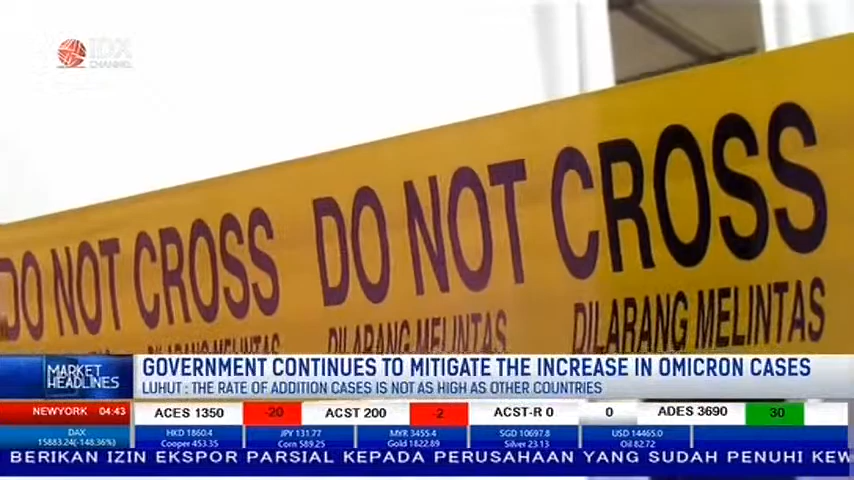 IDX
CHANNEL
DO NOT CROSS DO NOT CROSS
DILARANG MELINTAS DILARANG MELINTAS DILARANG MELINTAS
MARKET
HEADLINES
GOVERNMENT CONTINUES TO MITIGATE THE INCREASE IN OMICRON CASES
LUHUT : THE RATE OF ADDITION CASES IS NOT AS HIGH AS OTHER COUNTRIES
NEWYORK 04:43 ACES 1350 -20 ACST 200 -2 ACST-R 0 0 ADES 3690 30
DAX HKD 1860.4 JPY 131.77 MYR 3455.4 SGD 10697.8 USD 14465.0
15883.24(-148.36%) Cooper 453.35 Corn 589.25 Gold 1822.89 Silver 23.13 Oil 82.72
BERIKAN IZIN EKSPOR PARSIAL KEPADA PERUSAHAAN YANG SUDAH PENUHI KEW